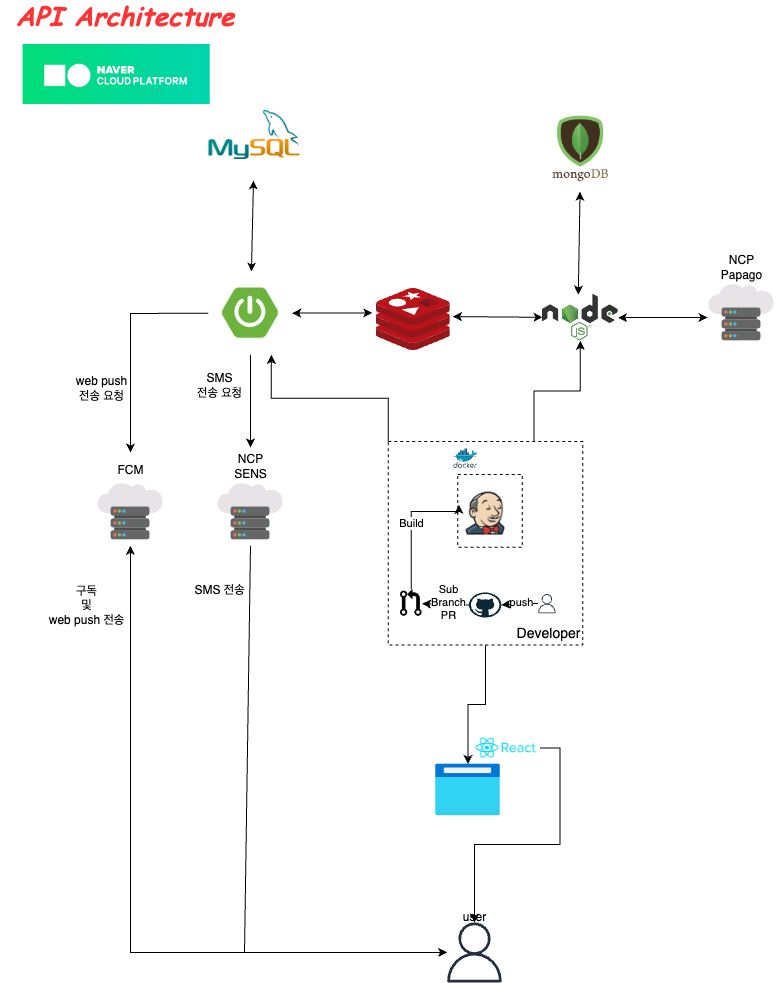 API Architecture
NAVER
CLOUD PLATFORM
MySQL
mongoDB
NCP
Papago
node
JS
web push
전송 요청
SMS
전송 요청
FCM
NCP
SENS
docker
Build
Sub
Branch
PR
push
Developer
구독
및
web push 전송
SMS 전송
React
user